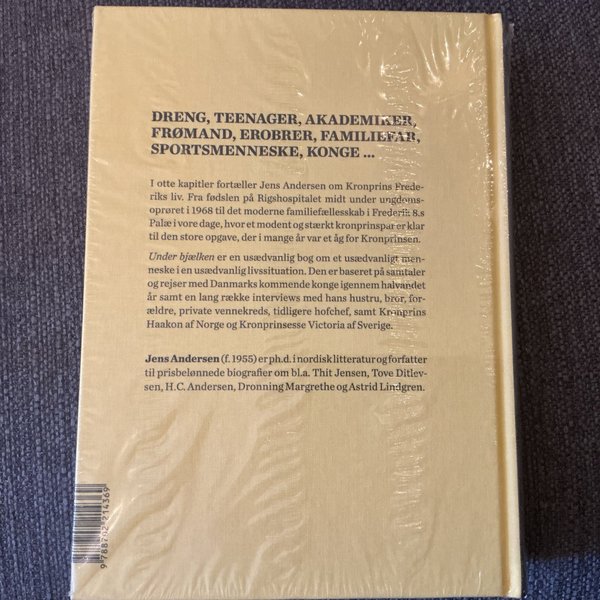 DRENG, TEENAGER, AKADEMIKER,
FRØMAND, EROBRER, FAMILIEFAR,
SPORTSMENNESKE, KONGE ...
I otte kapitler fortæller Jens Andersen om Kronprins Frede-
riks liv. Fra fødslen på Rigshospitalet midt under ungdoms-
oprøret i 1968 til det moderne familiefællesskab i Frederik 8.s
Palæ i vore dage, hvor et modent og stærkt kronprinspar er klar
til den store opgave, der i mange år var et åg for Kronprinsen.
Under bjælken er en usædvanlig bog om et usædvanligt men-
neske i en usædvanlig livssituation. Den er baseret på samtaler
og rejser med Danmarks kommende konge igennem halvandet
år samt en lang række interviews med hans hustru, bror, for-
ældre, private vennekreds, tidligere hofchef, samt Kronprins
Haakon af Norge og Kronprinsesse Victoria af Sverige.
Jens Andersen (f. 1955) er ph.d. i nordisk litteratur og forfatter
til prisbelønnede biografier om bl.a. Thit Jensen, Tove Ditlev-
sen, H.C. Andersen, Dronning Margrethe og Astrid Lindgren.
9 788702 214369